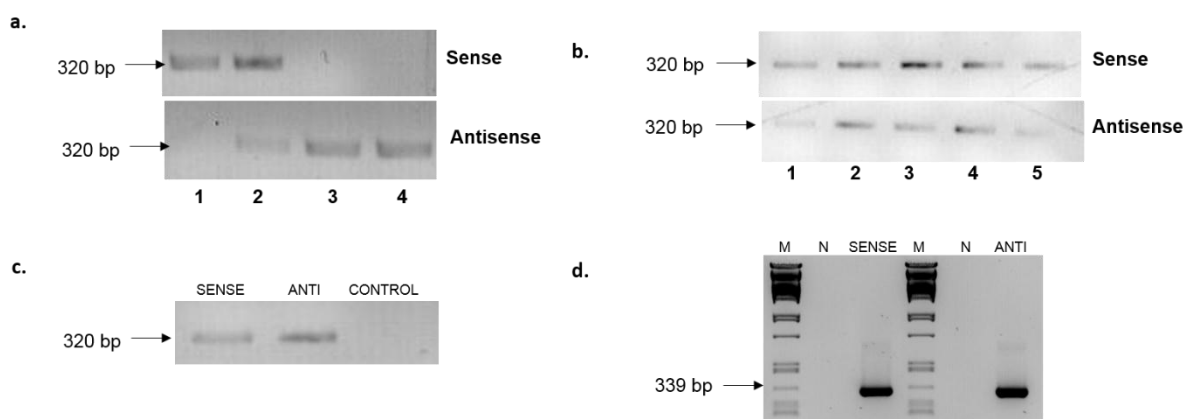 a.
320 bp
Sense
320 bp
Antisense
1 2 3 4
b.
320 bp
Sense
320 bp
Antisense
1 2 3 4 5
c.
SENSE ANTI CONTROL
320 bp
d.
M N SENSE M N ANTI
339 bp